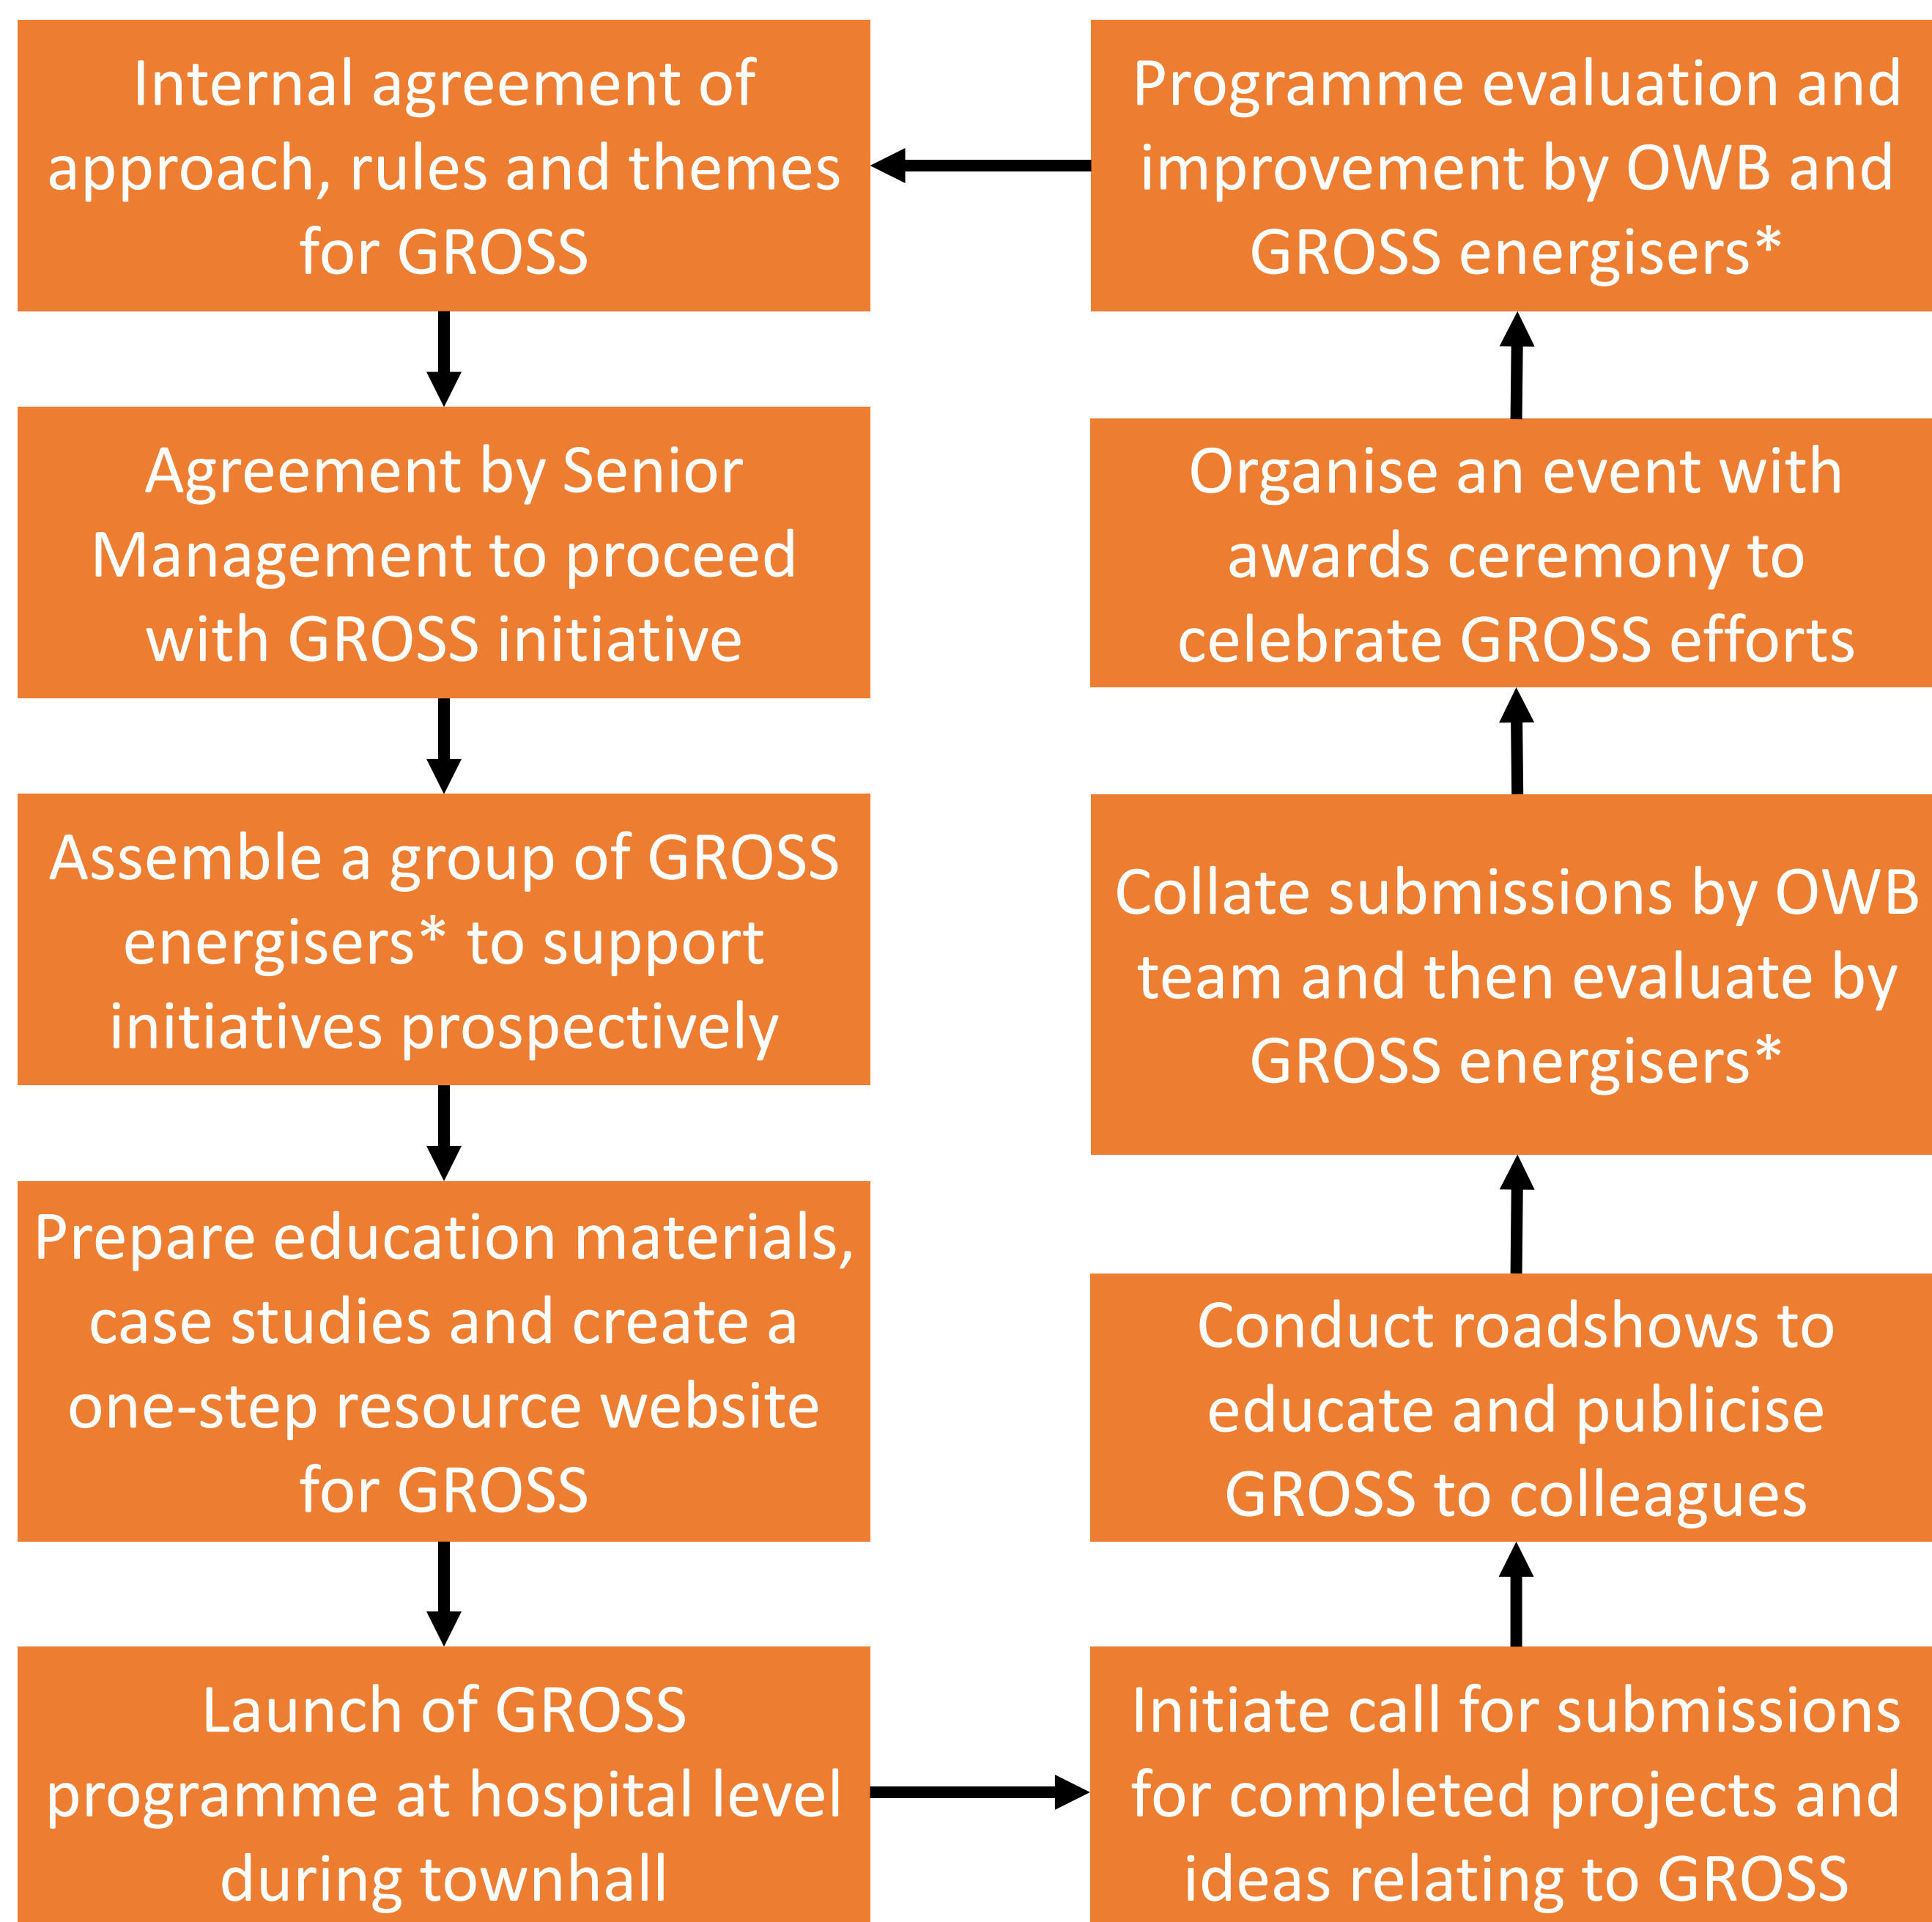 Internal agreement of
approach, rules and themes
for GROSS
Agreement by Senior
Management to proceed
with GROSS initiative
Assemble a group of GROSS
energisers* to support
initiatives prospectively
Prepare education materials,
case studies and create a
one-step resource website
for GROSS
Launch of GROSS
programme at hospital level
during townhall
Initiate call for submissions
for completed projects and
ideas relating to GROSS
Conduct roadshows to
educate and publicise
GROSS to colleagues
Collate submissions by OWB
team and then evaluate by
GROSS energisers*
Organise an event with
awards ceremony to
celebrate GROSS efforts
Programme evaluation and
improvement by OWB and
GROSS energisers*